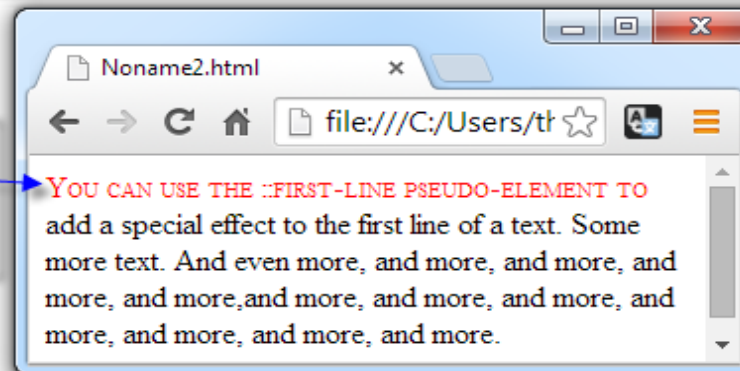 Noname2.html
file:///C:/Users/th
You can use the ::first-line pseudo-element to
add a special effect to the first line of a text. Some
more text. And even more, and more, and more, and
more, and more,and more, and more, and more, and
more, and more, and more, and more.